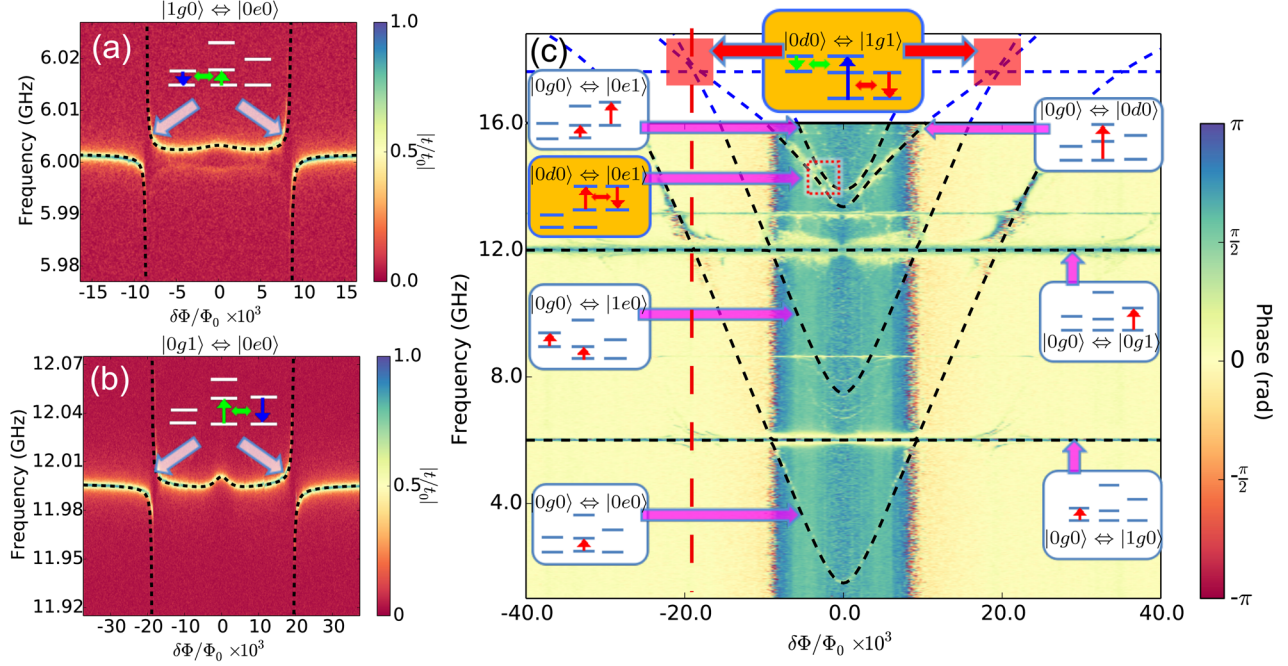 |1g0⟩ ⇔ |0e0⟩
(a)
Frequency (GHz)
6.02
6.01
6.00
5.99
5.98
-15 -10 -5 0 5 10 15
δΦ/Φ₀ ×10³
1.0
0.5
0.0
|t/t₀|
|0g1⟩ ⇔ |0e0⟩
(b)
Frequency (GHz)
12.07
12.04
12.01
11.98
11.95
11.92
-30 -20 -10 0 10 20 30
δΦ/Φ₀ ×10³
1.0
0.5
0
|t/t₀|
(c)
|0d0⟩ ⇔ |1g1⟩
|0g0⟩ ⇔ |0e1⟩
|0g0⟩ ⇔ |0d0⟩
|0d0⟩ ⇔ |0e1⟩
|0g0⟩ ⇔ |1e0⟩
|0g0⟩ ⇔ |0g1⟩
|0g0⟩ ⇔ |0e0⟩
|0g0⟩ ⇔ |1g0⟩
Frequency (GHz)
16.0
12.0
8.0
4.0
-40.0 -20.0 0.0 20.0 40.0
δΦ/Φ₀ ×10³
π
π/2
0
-π/2
-π
Phase (rad)